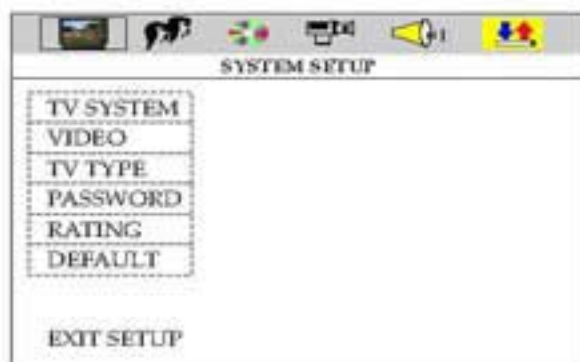 SYSTEM SETUP
TV SYSTEM
VIDEO
TV TYPE
PASSWORD
RATING
DEFAULT
EXIT SETUP